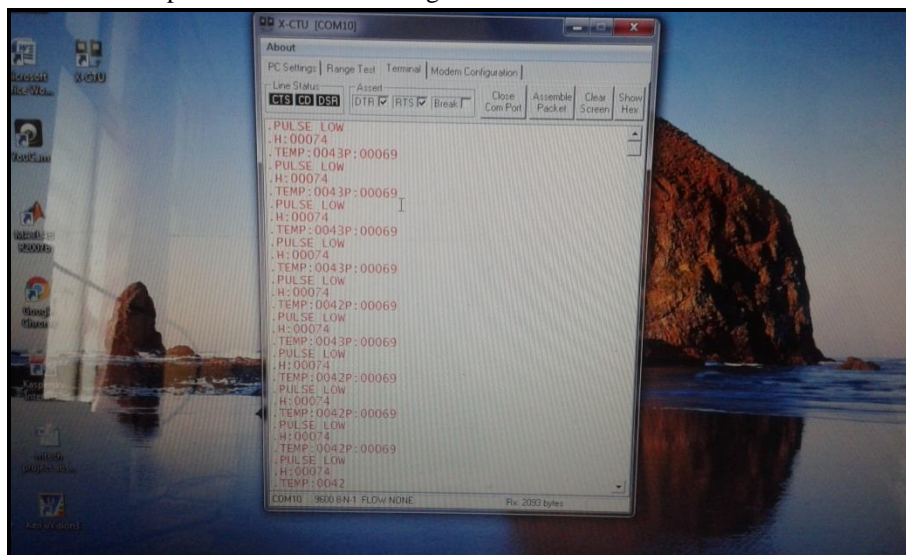 X-CTU [COM10]
About
PC Settings Range Test Terminal Modem Configuration
Line Status
Assert
CTS CD DSR
DTR RTS Break
Close Com Port
Assemble Packet
Clear Screen
Show Hex
.PULSE LOW
.H:00074
.TEMP:0043P:00069
.PULSE LOW
.H:00074
.TEMP:0043P:00069
.PULSE LOW
.H:00074
.TEMP:0043P:00069
.PULSE LOW
.H:00074
.TEMP:0043P:00069
.PULSE LOW
.H:00074
.TEMP:0042P:00069
.PULSE LOW
.H:00074
.TEMP:0043P:00069
.PULSE LOW
.H:00074
.TEMP:0042P:00069
.PULSE LOW
.H:00074
.TEMP:0042P:00069
.PULSE LOW
.H:00074
.TEMP:0042P:00069
.PULSE LOW
.H:00074
.TEMP:0042
COM10 9600 8-N-1 FLOW:NONE
Rx: 2093 bytes
X-CTU
YouCam
R2007b
Google Chrome